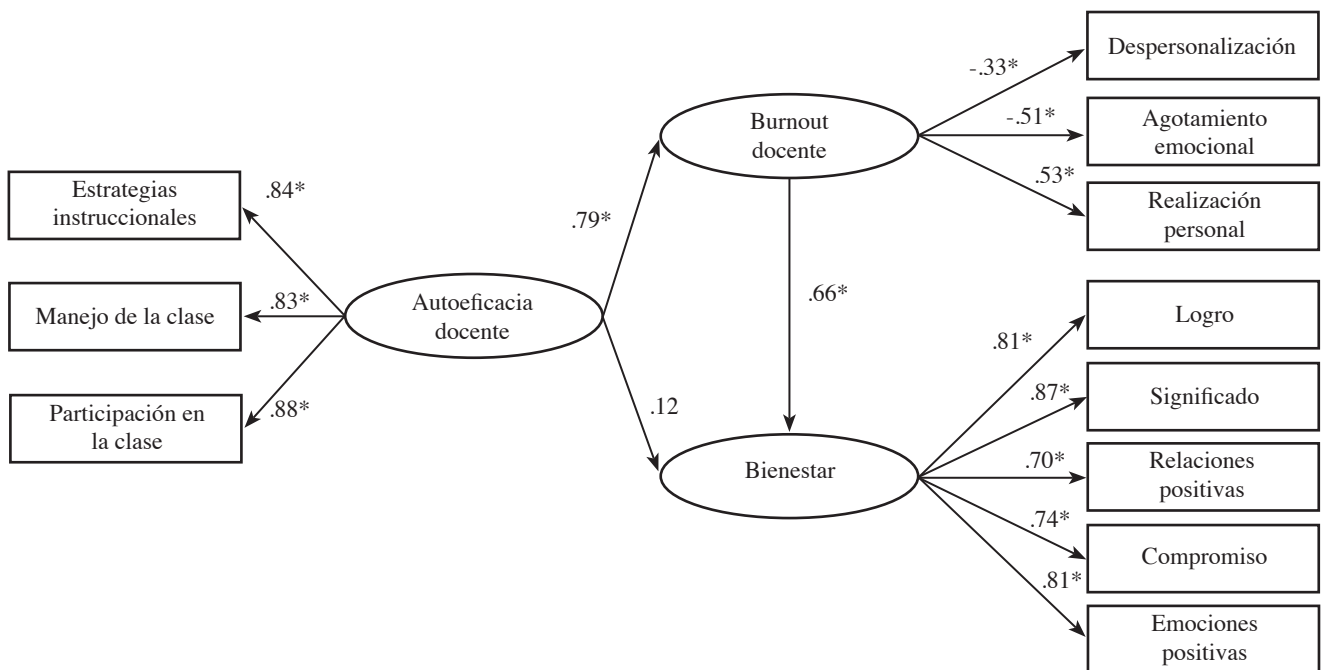 Estrategias
instruccionales
Manejo de la clase
Participación en
la clase
.84*
.83*
.88*
Autoeficacia
docente
.79*
.12
Burnout
docente
.66*
Bienestar
-.33*
-.51*
.53*
Despersonalización
Agotamiento
emocional
Realización
personal
.81*
.87*
.70*
.74*
.81*
Logro
Significado
Relaciones
positivas
Compromiso
Emociones
positivas